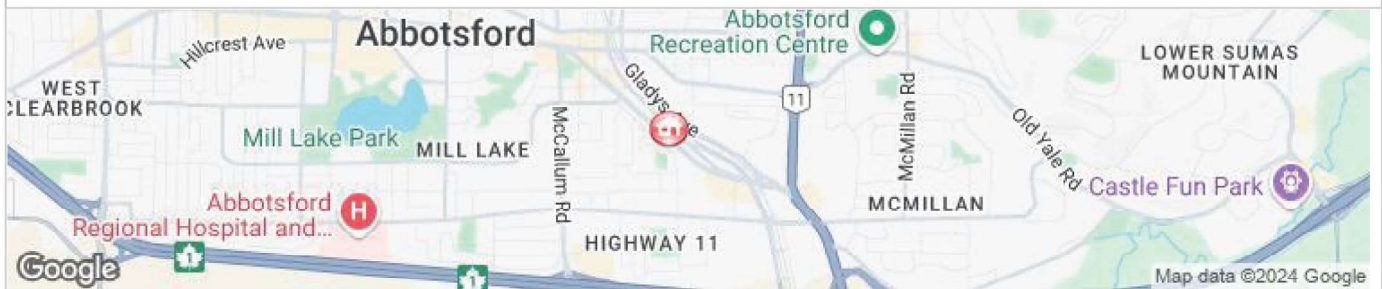 Hillcrest Ave
Abbotsford
Abbotsford
Recreation Centre
LOWER SUMAS
MOUNTAIN
WEST
CLEARBROOK
Gladys Ave
11
McMillan Rd
Old Yale Rd
Mill Lake Park
MILL LAKE
McCallum Rd
Castle Fun Park
Abbotsford
Regional Hospital and...
H
MCMILLAN
HIGHWAY 11
1
1
Google
Map data ©2024 Google